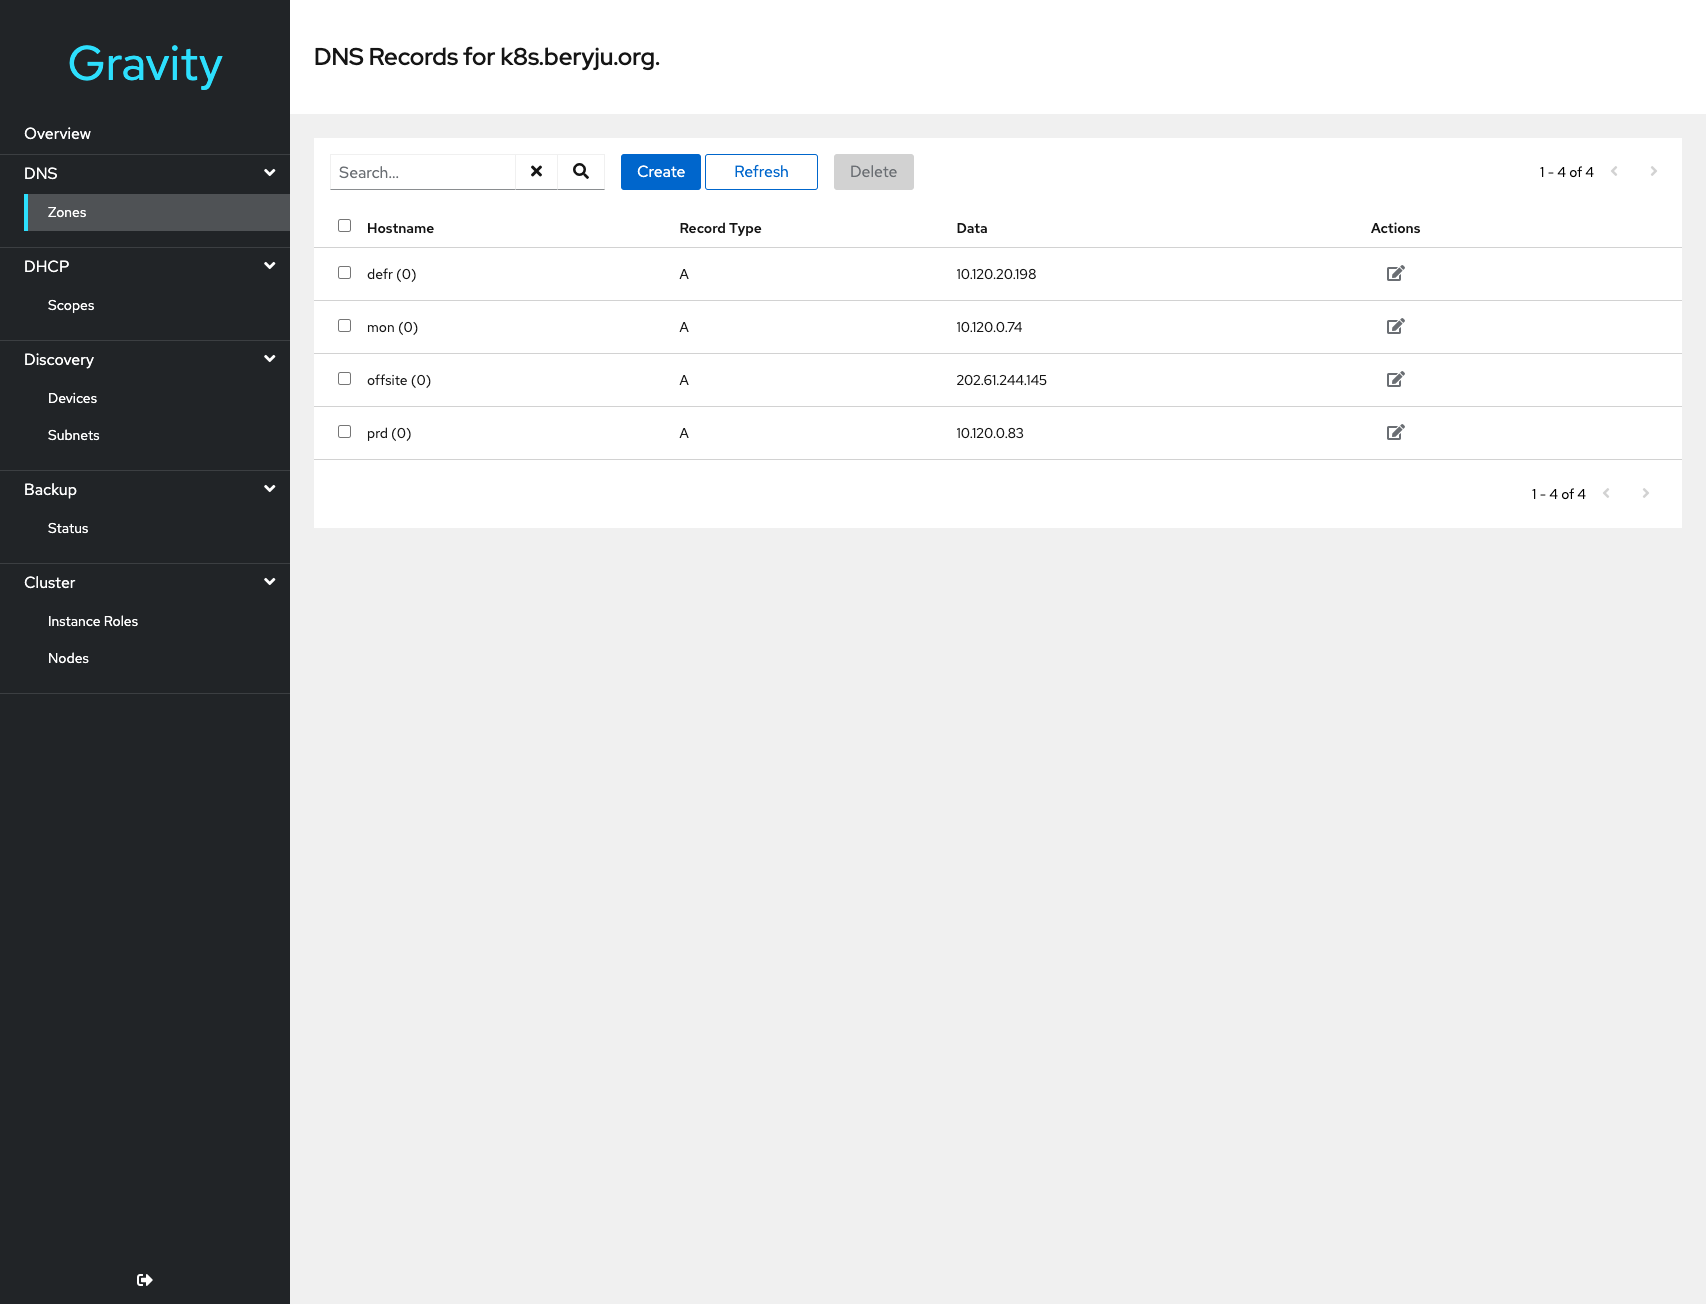 Gravity
Overview
DNS
Zones
DHCP
Scopes
Discovery
Devices
Subnets
Backup
Status
Cluster
Instance Roles
Nodes
DNS Records for k8s.beryju.org.
Search... Create Refresh Delete 1 - 4 of 4
Hostname Record Type Data Actions
defr (0) A 10.120.20.198
mon (0) A 10.120.0.74
offsite (0) A 202.61.244.145
prd (0) A 10.120.0.83
1 - 4 of 4